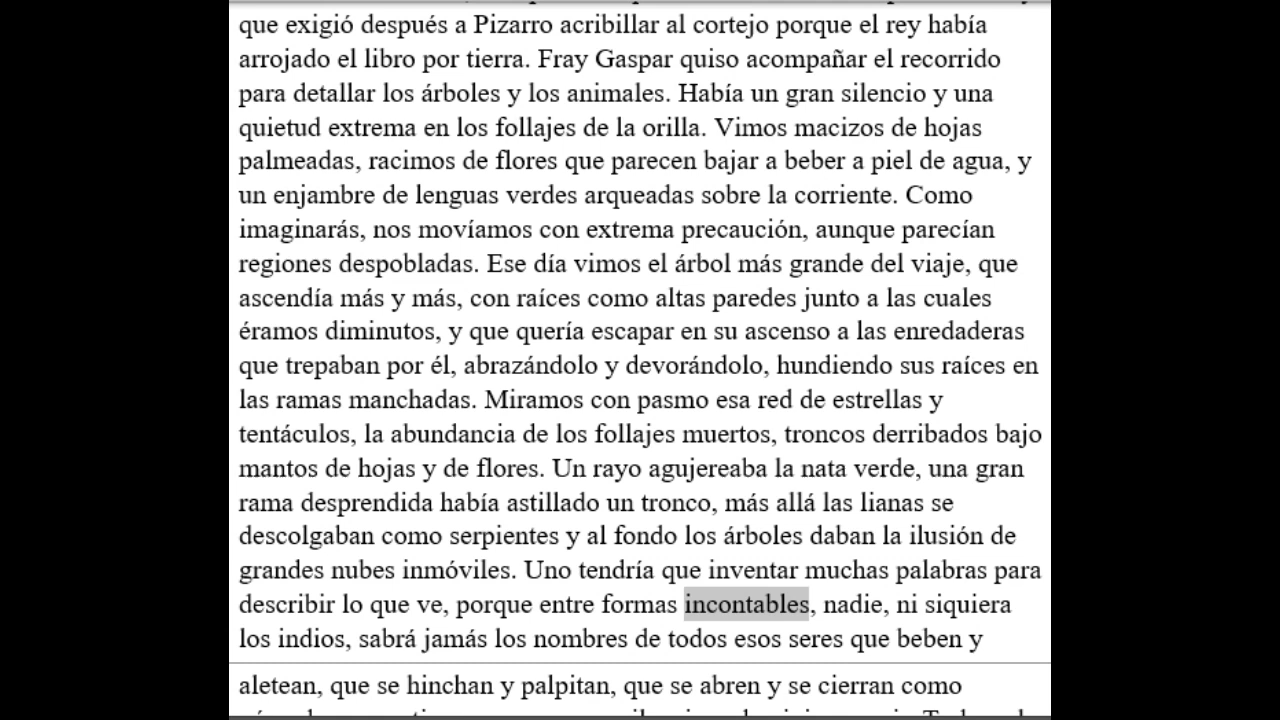 que exigió después a Pizarro acribillar al cortejo porque el rey había
arrojado el libro por tierra. Fray Gaspar quiso acompañar el recorrido
para detallar los árboles y los animales. Había un gran silencio y una
quietud extrema en los follajes de la orilla. Vimos macizos de hojas
palmeadas, racimos de flores que parecen bajar a beber a piel de agua, y
un enjambre de lenguas verdes arqueadas sobre la corriente. Como
imaginarás, nos movíamos con extrema precaución, aunque parecían
regiones despobladas. Ese día vimos el árbol más grande del viaje, que
ascendía más y más, con raíces como altas paredes junto a las cuales
éramos diminutos, y que quería escapar en su ascenso a las enredaderas
que trepaban por él, abrazándolo y devorándolo, hundiendo sus raíces en
las ramas manchadas. Miramos con pasmo esa red de estrellas y
tentáculos, la abundancia de los follajes muertos, troncos derribados bajo
mantos de hojas y de flores. Un rayo agujereaba la nata verde, una gran
rama desprendida había astillado un tronco, más allá las lianas se
descolgaban como serpientes y al fondo los árboles daban la ilusión de
grandes nubes inmóviles. Uno tendría que inventar muchas palabras para
describir lo que ve, porque entre formas incontables, nadie, ni siquiera
los indios, sabrá jamás los nombres de todos esos seres que beben y
aletean, que se hinchan y palpitan, que se abren y se cierran como